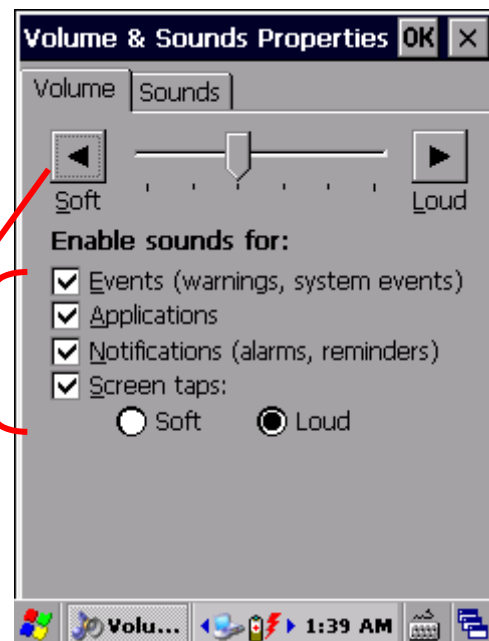 Volume & Sounds Properties OK ×
Volume Sounds
Soft Loud
Enable sounds for:
Events (warnings, system events)
Applications
Notifications (alarms, reminders)
Screen taps:
Soft Loud
Volu... 1:39 AM